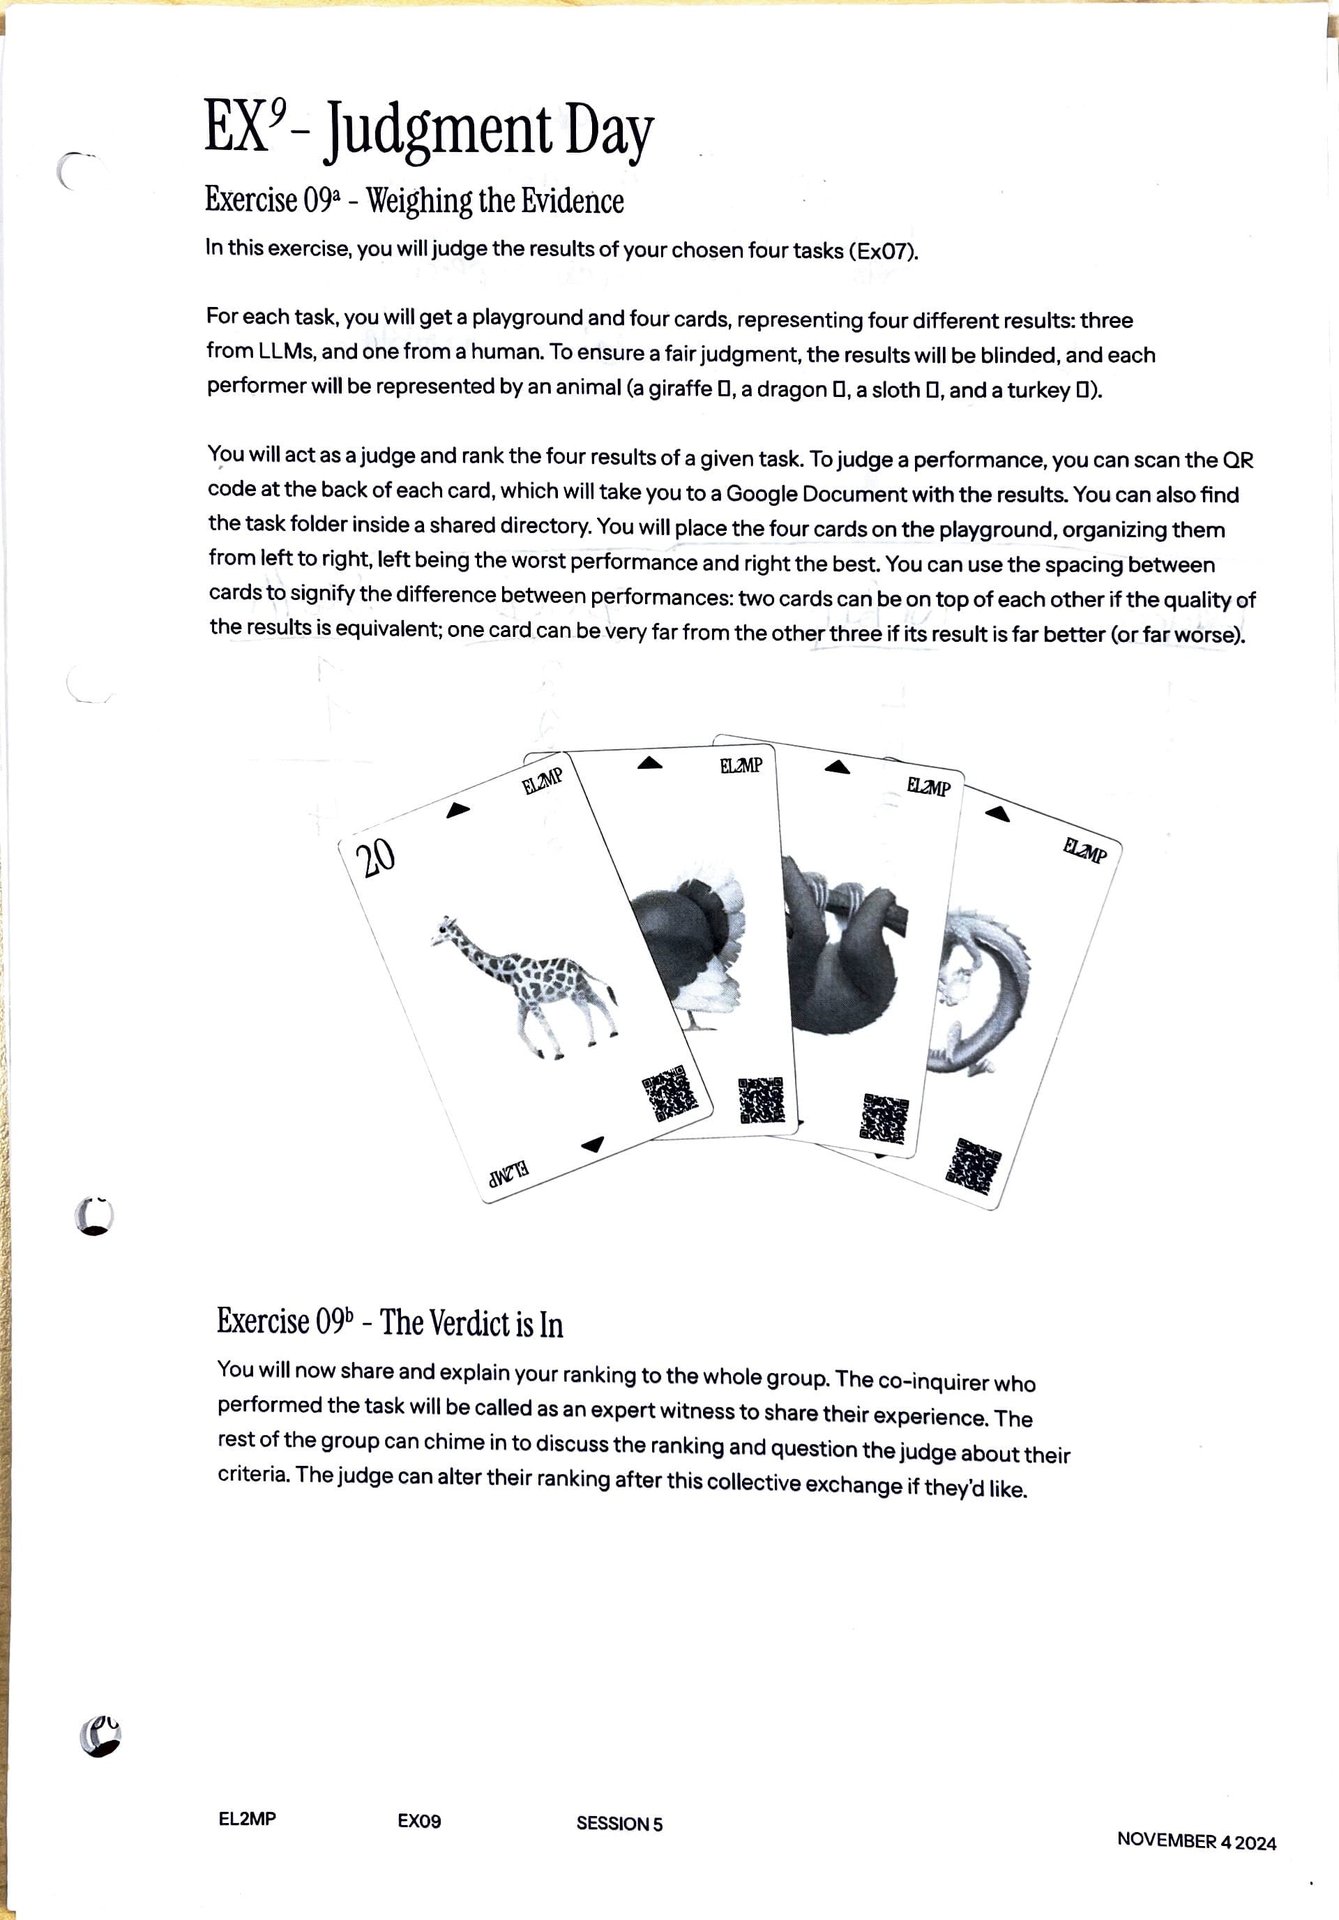 EX⁹ – Judgment Day
Exercise 09ᵃ – Weighing the Evidence
In this exercise, you will judge the results of your chosen four tasks (Ex07).
For each task, you will get a playground and four cards, representing four different results: three
from LLMs, and one from a human. To ensure a fair judgment, the results will be blinded, and each
performer will be represented by an animal (a giraffe ▯, a dragon ▯, a sloth ▯, and a turkey ▯).
You will act as a judge and rank the four results of a given task. To judge a performance, you can scan the QR
code at the back of each card, which will take you to a Google Document with the results. You can also find
the task folder inside a shared directory. You will place the four cards on the playground, organizing them
from left to right, left being the worst performance and right the best. You can use the spacing between
cards to signify the difference between performances: two cards can be on top of each other if the quality of
the results is equivalent; one card can be very far from the other three if its result is far better (or far worse).
20
EL2MP
EL2MP
EL2MP
EL2MP
EL2MP
Exercise 09ᵇ – The Verdict is In
You will now share and explain your ranking to the whole group. The co-inquirer who
performed the task will be called as an expert witness to share their experience. The
rest of the group can chime in to discuss the ranking and question the judge about their
criteria. The judge can alter their ranking after this collective exchange if they'd like.
EL2MP EX09 SESSION 5 NOVEMBER 4 2024